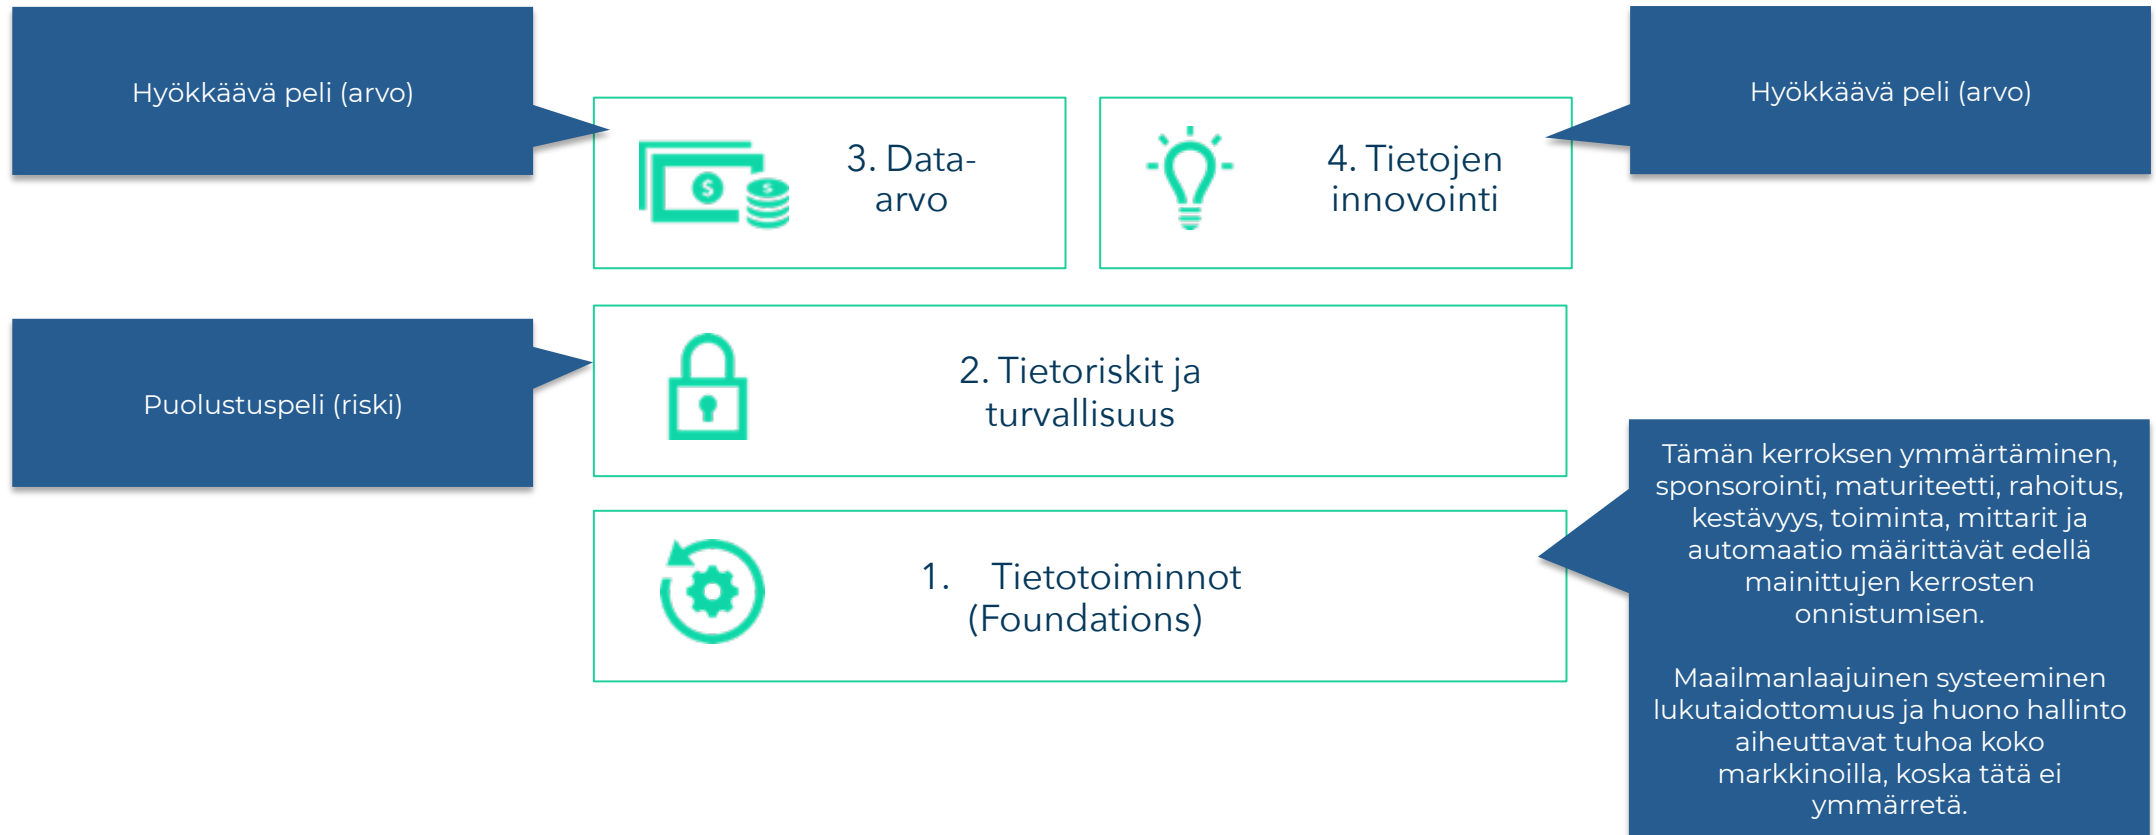 Hyökkäävä peli (arvo)
3. Data-
arvo
4. Tietojen
innovointi
Hyökkäävä peli (arvo)
Puolustuspeli (riski)
2. Tietoriskit ja
turvallisuus
1. Tietotoiminnot
(Foundations)
Tämän kerroksen ymmärtäminen,
sponsorointi, maturiteetti, rahoitus,
kestävyys, toiminta, mittarit ja
automaatio määrittävät edellä
mainittujen kerrosten
onnistumisen.
Maailmanlaajuinen systeeminen
lukutaidottomuus ja huono hallinto
aiheuttavat tuhoa koko
markkinoilla, koska tätä ei
ymmärretä.